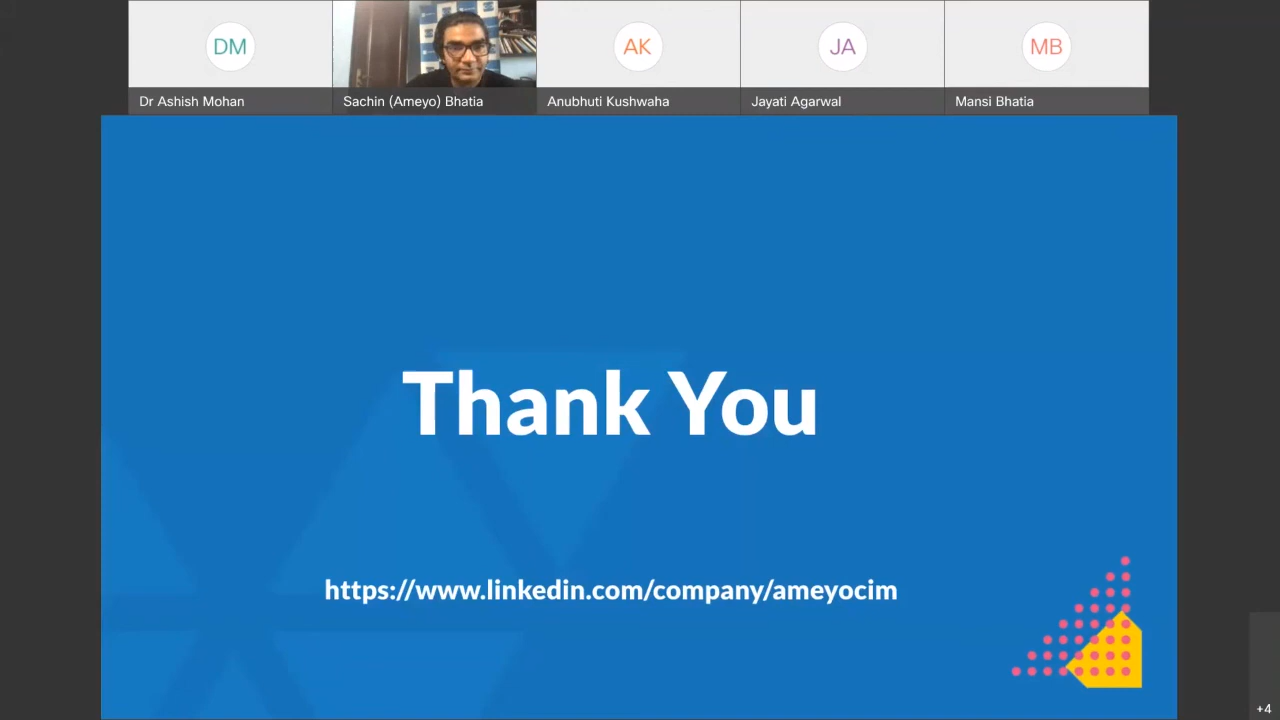 DM
AK
JA
MB
Dr Ashish Mohan
Sachin (Ameyo) Bhatia
Anubhuti Kushwaha
Jayati Agarwal
Mansi Bhatia
Thank You
https://www.linkedin.com/company/ameyocim
+4